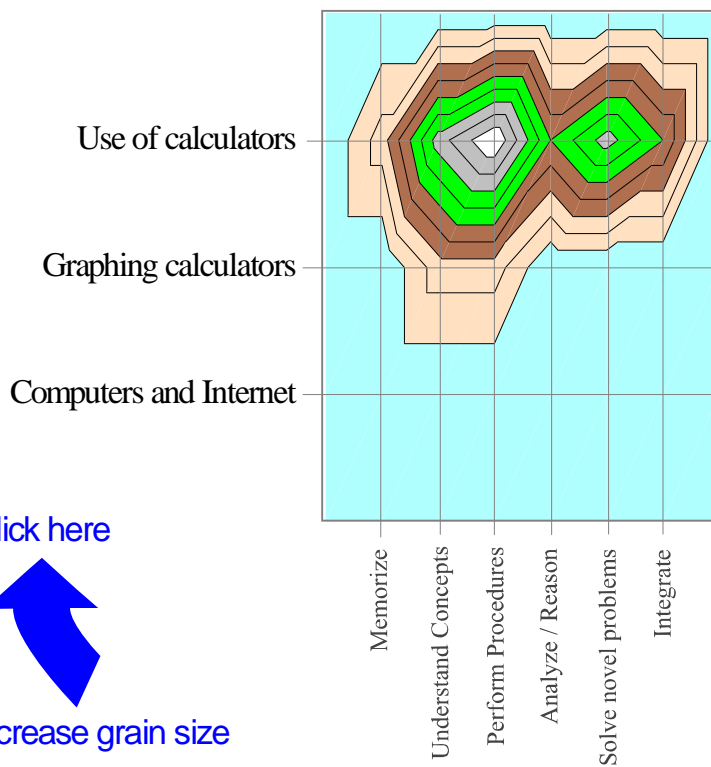 Use of calculators
Graphing calculators
Computers and Internet
lick here
crease grain size
Memorize
Understand Concepts
Perform Procedures
Analyze / Reason
Solve novel problems
Integrate